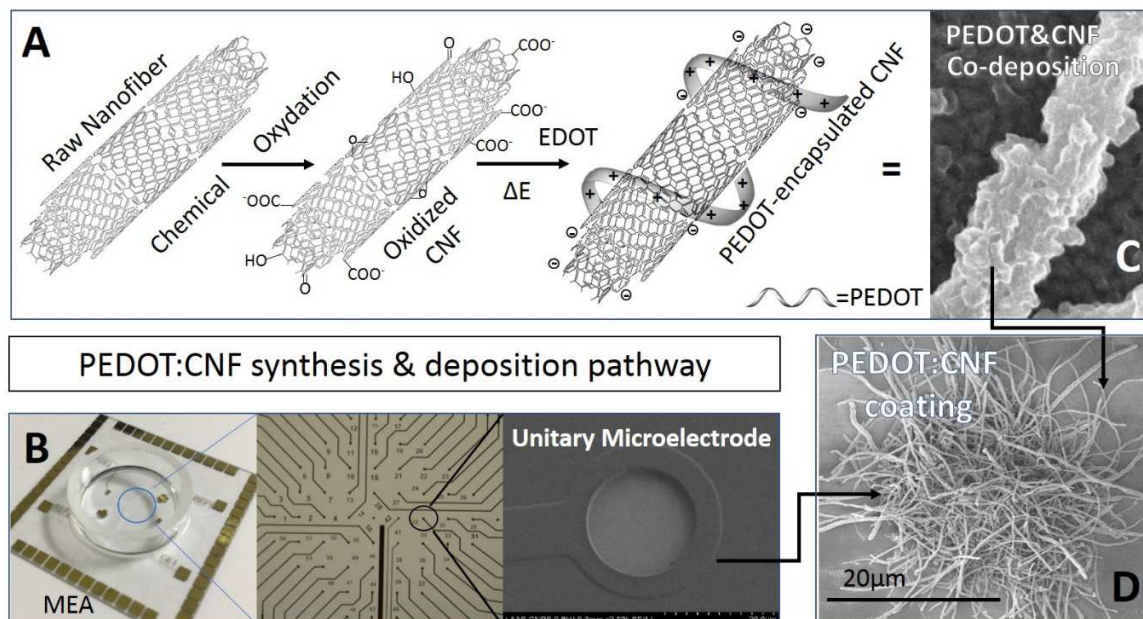 A
Raw Nanofiber
Oxydation
Chemical
O
COO-
HO
COO-
O
COO-
-OOC
O
HO
O
COO-
Oxidized
CNF
EDOT
ΔE
PEDOT-encapsulated CNF
=PEDOT
=
PEDOT&CNF
Co-deposition
C
PEDOT:CNF synthesis & deposition pathway
B
MEA
Unitary Microelectrode
PEDOT:CNF
coating
20μm
D